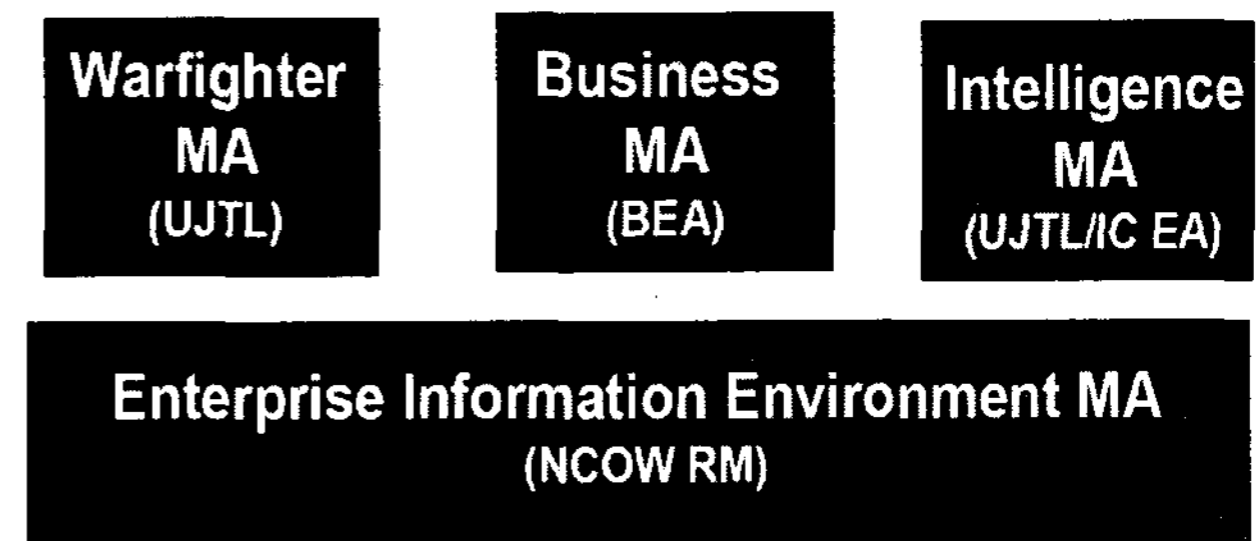 Warfighter
MA
(UJTL)
Business
MA
(BEA)
Intelligence
MA
(UJTL/IC EA)
Enterprise Information Environment MA
(NCOW RM)